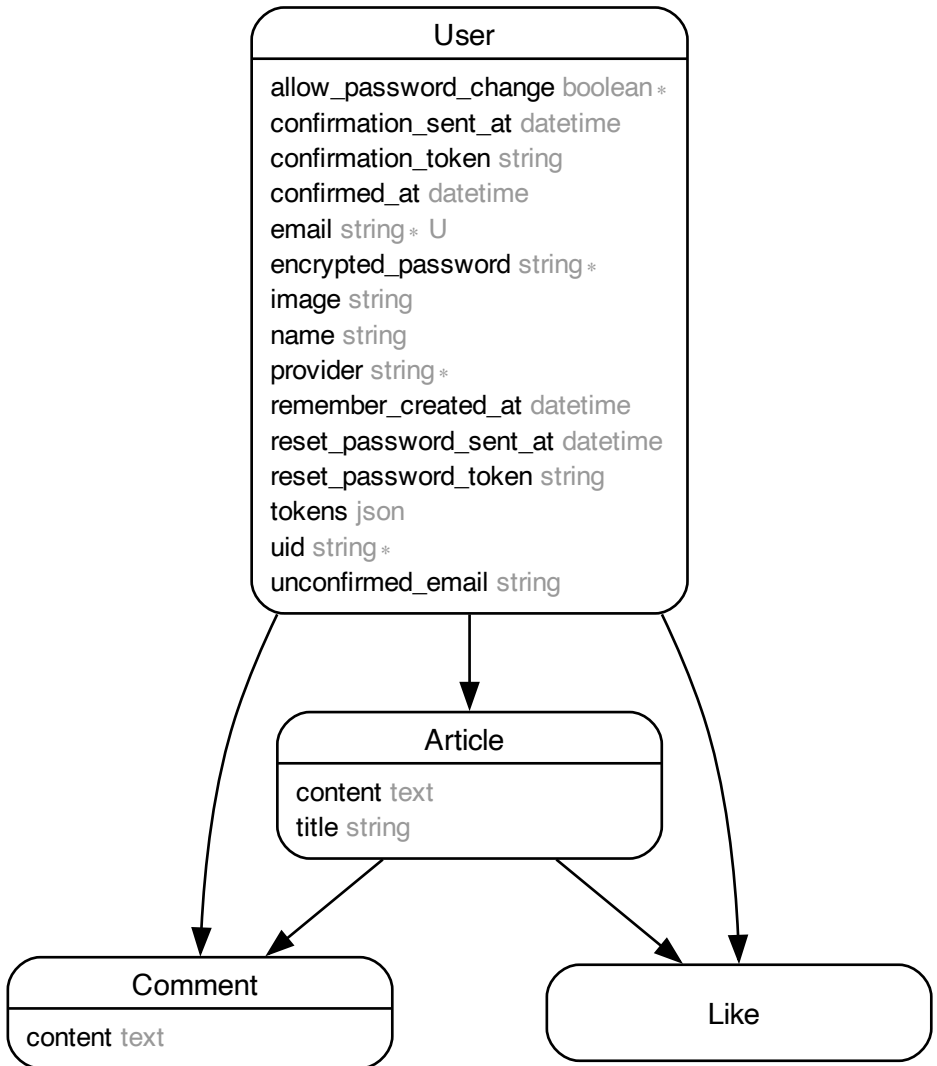 User
allow_password_change boolean *
confirmation_sent_at datetime
confirmation_token string
confirmed_at datetime
email string * U
encrypted_password string *
image string
name string
provider string *
remember_created_at datetime
reset_password_sent_at datetime
reset_password_token string
tokens json
uid string *
unconfirmed_email string
Article
content text
title string
Comment
content text
Like